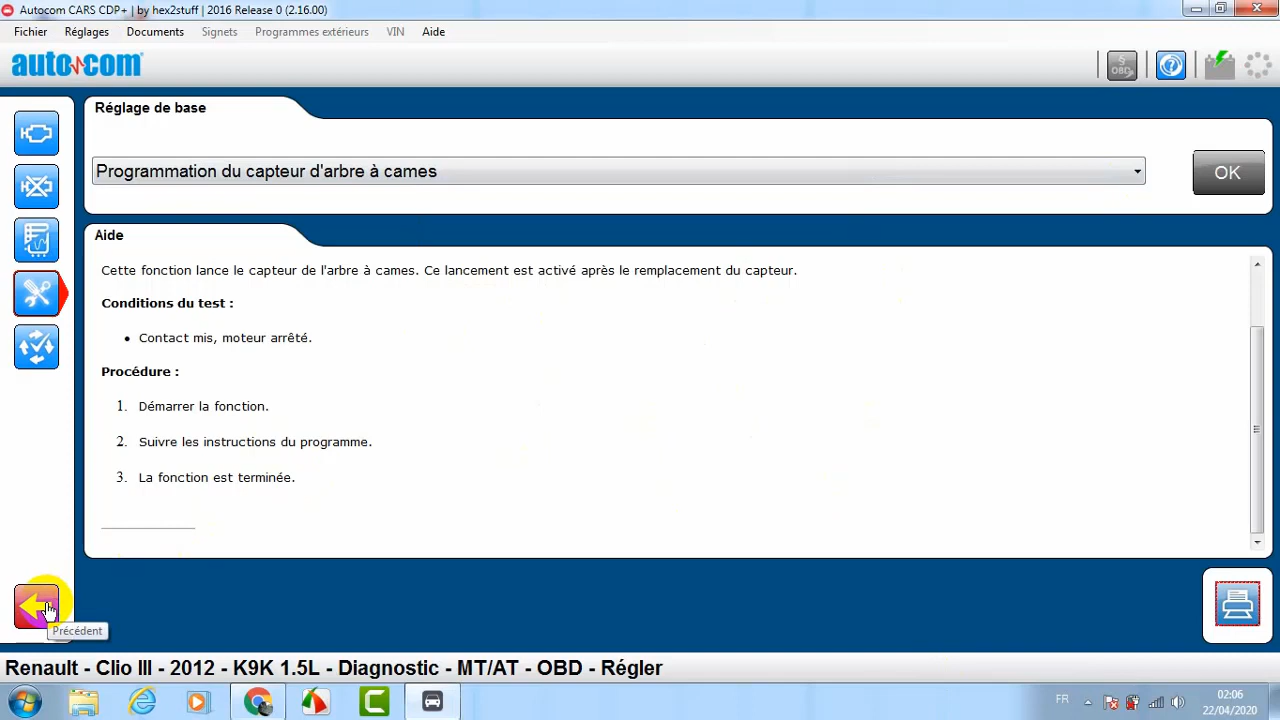 Autocom CARS CDP+ | by hex2stuff | 2016 Release 0 (2.16.00)
Fichier Réglages Documents Signets Programmes extérieurs VIN Aide
auto com
§ OBD ?
Réglage de base
Programmation du capteur d'arbre à cames
OK
Aide
Cette fonction lance le capteur de l'arbre à cames. Ce lancement est activé après le remplacement du capteur.
Conditions du test :
• Contact mis, moteur arrêté.
Procédure :
1. Démarrer la fonction.
2. Suivre les instructions du programme.
3. La fonction est terminée.
Précédent
Renault - Clio III - 2012 - K9K 1.5L - Diagnostic - MT/AT - OBD - Régler
FR
02:06
22/04/2020